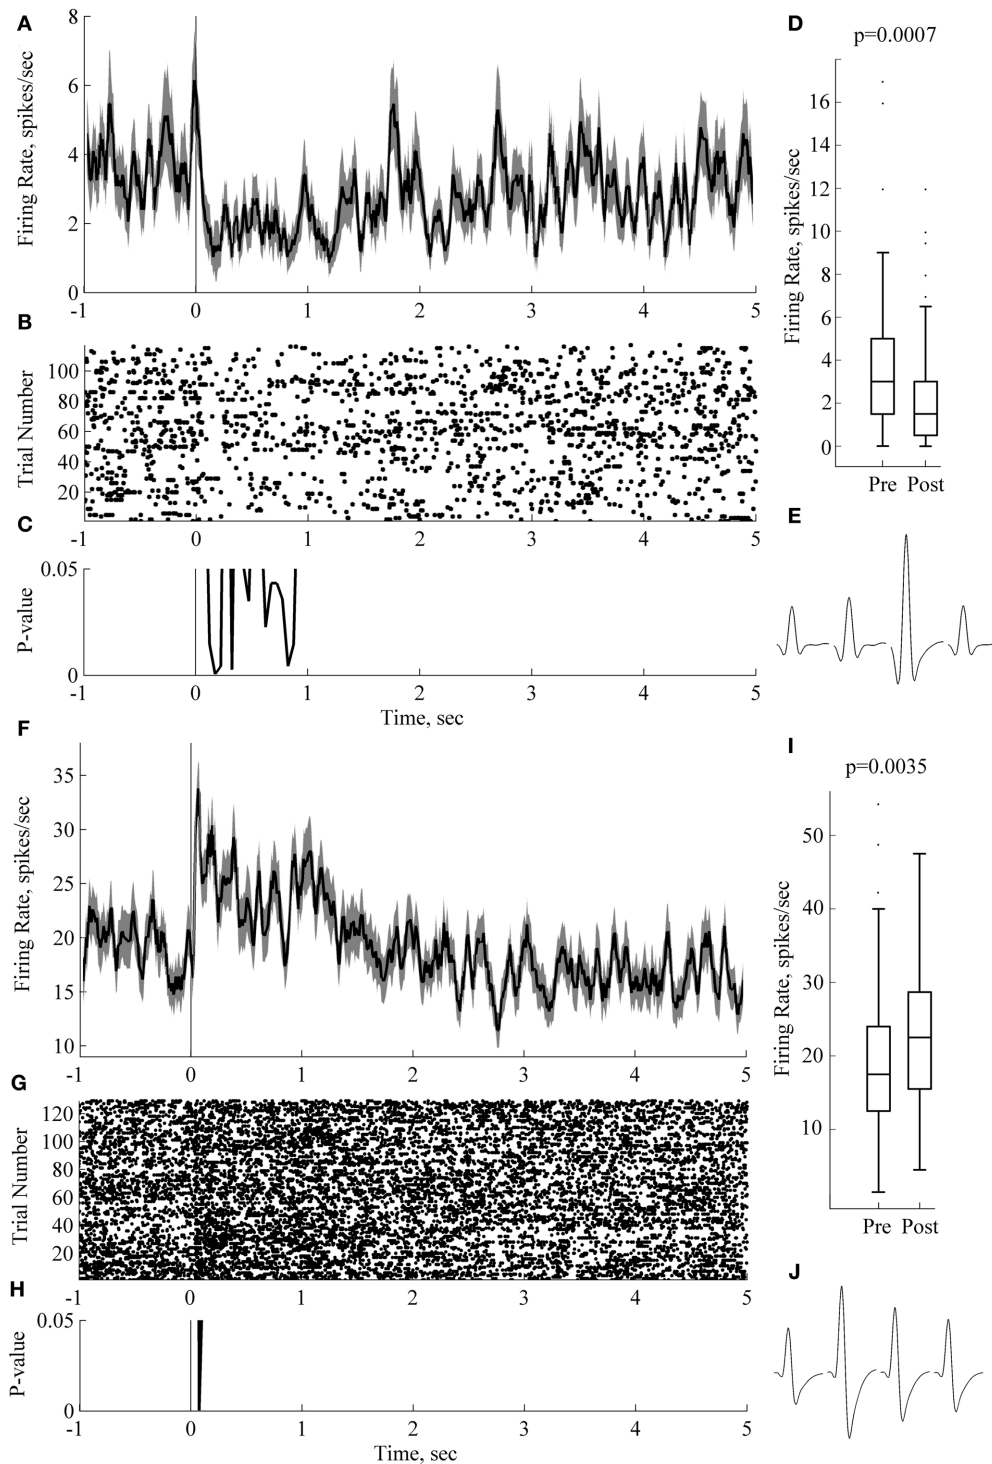 A
Firing Rate, spikes/sec
8
6
4
2
0
-1 0 1 2 3 4 5
B
Trial Number
100
80
60
40
20
-1 0 1 2 3 4 5
C
P-value
0.05
0
-1 0 1 2 3 4 5
Time, sec
D
p=0.0007
Firing Rate, spikes/sec
16
14
12
10
8
6
4
2
0
Pre Post
E
F
Firing Rate, spikes/sec
35
30
25
20
15
10
-1 0 1 2 3 4 5
G
Trial Number
120
100
80
60
40
20
-1 0 1 2 3 4 5
H
P-value
0.05
0
-1 0 1 2 3 4 5
Time, sec
I
p=0.0035
Firing Rate, spikes/sec
50
40
30
20
10
Pre Post
J